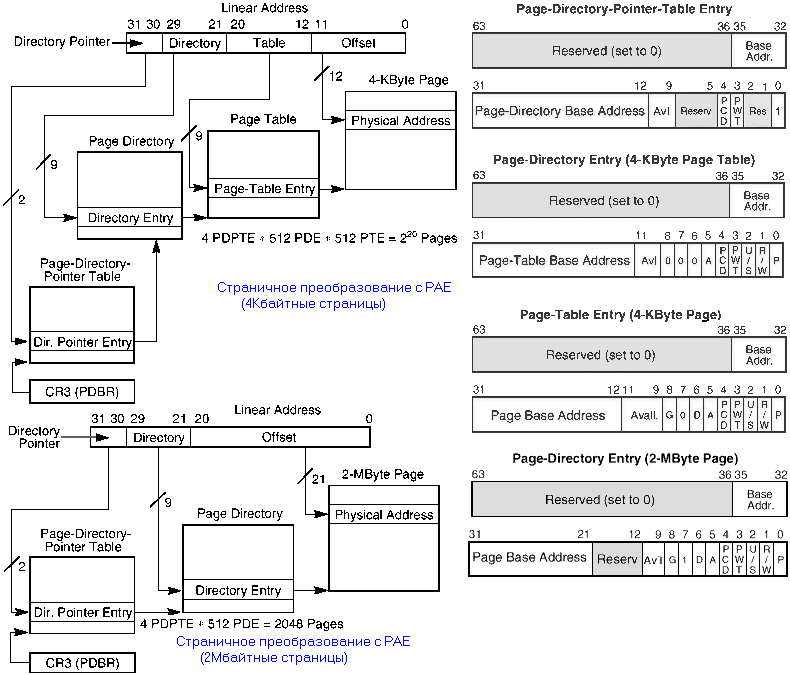 Linear Address
31 30 29 21 20 12 11 0
Directory Pointer
Directory
Table
Offset
12
4-KByte Page
Physical Address
9
Page Table
Page-Table Entry
9
Page Directory
Directory Entry
2
4 PDPTE * 512 PDE * 512 PTE = 2^20 Pages
Page-Directory-
Pointer Table
Dir. Pointer Entry
CR3 (PDBR)
Страничное преобразование с PAE
(4Кбайтные страницы)
Linear Address
31 30 29 21 20 0
Directory
Pointer
Directory
Offset
21
2-MByte Page
Physical Address
9
Page Directory
Directory Entry
2
Page-Directory-
Pointer Table
Dir. Pointer Entry
4 PDPTE * 512 PDE = 2048 Pages
CR3 (PDBR)
Страничное преобразование с PAE
(2Мбайтные страницы)
Page-Directory-Pointer-Table Entry
63 36 35 32
Reserved (set to 0)
Base
Addr.
31 12 9 5 4 3 2 1 0
Page-Directory Base Address Avl Reserv PCD PWT Res 1
Page-Directory Entry (4-KByte Page Table)
63 36 35 32
Reserved (set to 0)
Base
Addr.
31 11 9 8 7 6 5 4 3 2 1 0
Page-Table Base Address Avl 0 0 0 A PCD PWT U/S R/W P
Page-Table Entry (4-KByte Page)
63 36 35 32
Reserved (set to 0)
Base
Addr.
31 12 11 9 8 7 6 5 4 3 2 1 0
Page Base Address Avail. G 0 D A PCD PWT U/S R/W P
Page-Directory Entry (2-MByte Page)
63 36 35 32
Reserved (set to 0)
Base
Addr.
31 21 12 9 8 7 6 5 4 3 2 1 0
Page Base Address Reserv Av'l G 1 D A PCD PWT U/S R/W P